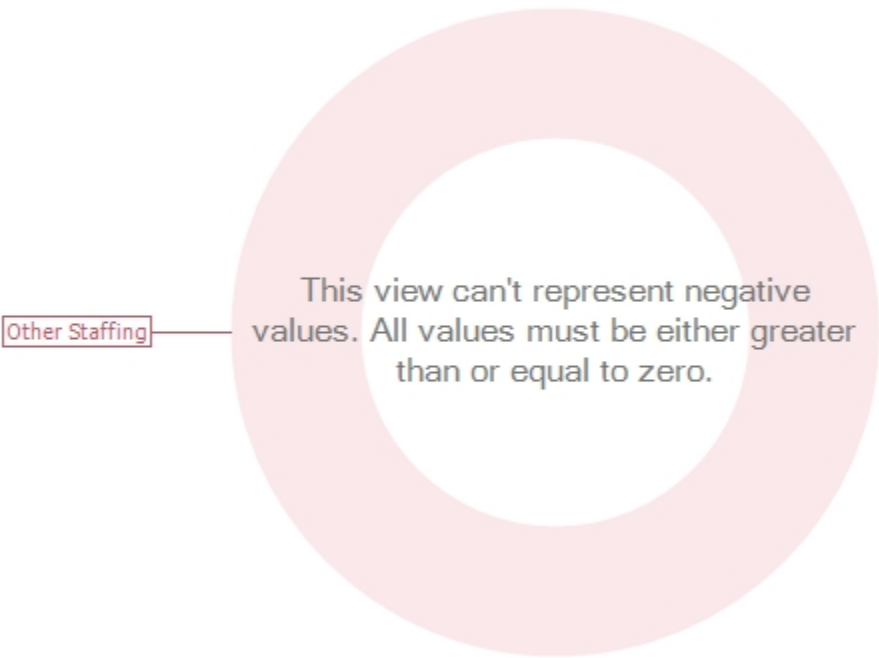 This view can't represent negative
values. All values must be either greater
than or equal to zero.
Other Staffing